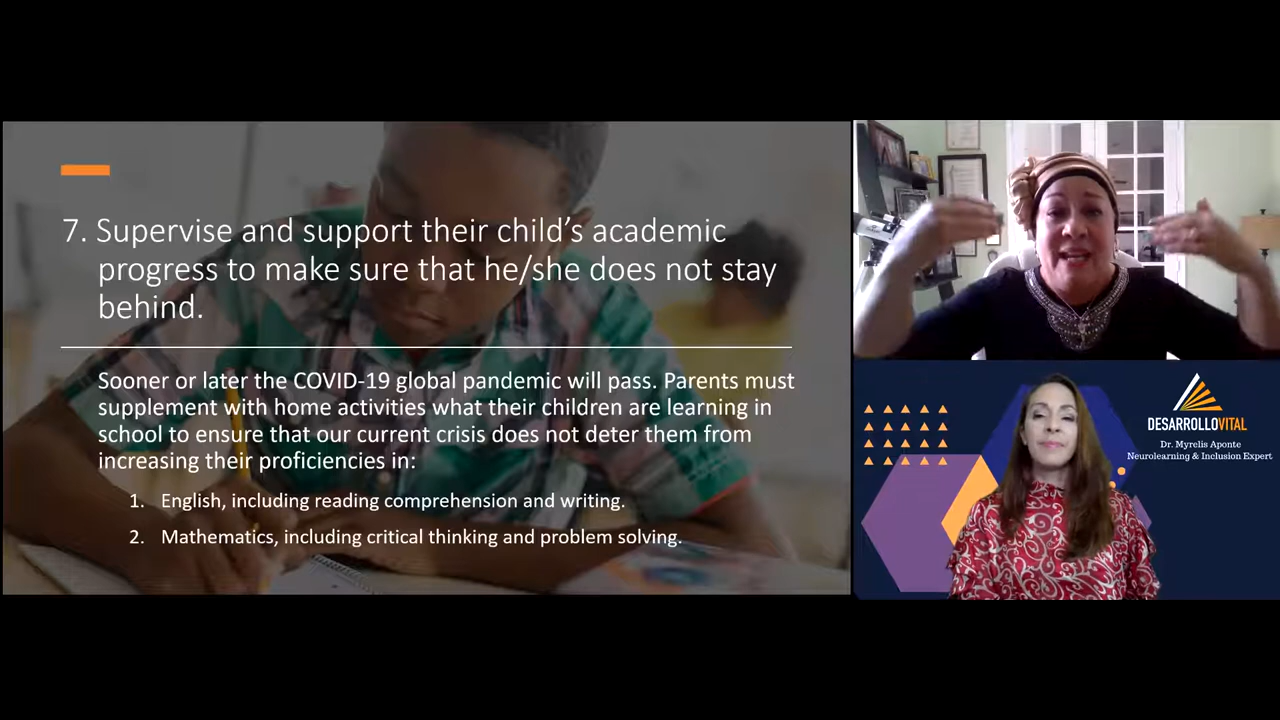 7. Supervise and support their child’s academic
progress to make sure that he/she does not stay
behind.
Sooner or later the COVID-19 global pandemic will pass. Parents must
supplement with home activities what their children are learning in
school to ensure that our current crisis does not deter them from
increasing their proficiencies in:
1. English, including reading comprehension and writing.
2. Mathematics, including critical thinking and problem solving.
DESARROLLOVITAL
Dr. Myrelis Aponte
Neurolearning & Inclusion Expert